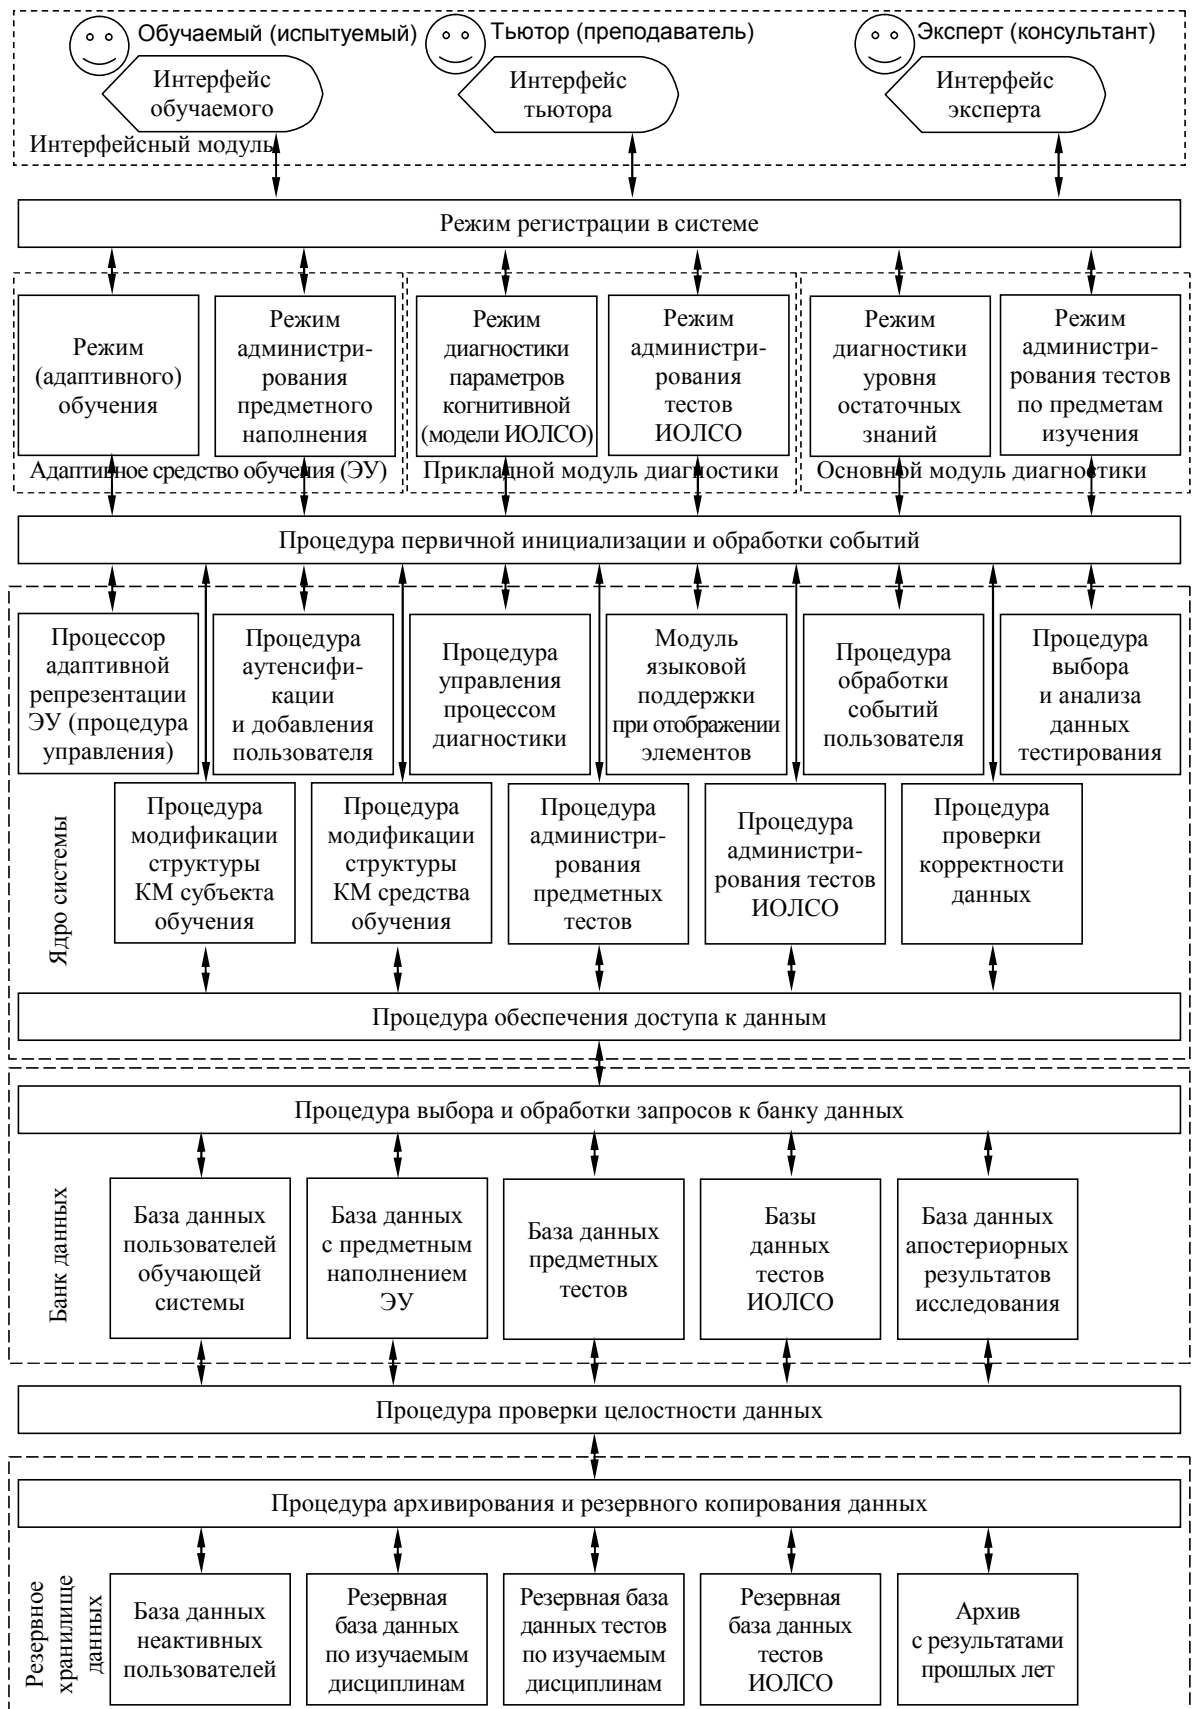 Обучаемый (испытуемый)
Тьютор (преподаватель)
Эксперт (консультант)
Интерфейс
обучаемого
Интерфейс
тьютора
Интерфейс
эксперта
Интерфейсный модуль
Режим регистрации в системе
Режим
(адаптивного)
обучения
Режим
администри-
рования
предметного
наполнения
Режим
диагностики
параметров
когнитивной
(модели ИОЛСО)
Режим
администри-
рования
тестов
ИОЛСО
Режим
диагностики
уровня
остаточных
знаний
Режим
администри-
рования тестов
по предметам
изучения
Адаптивное средство обучения (ЭУ)
Прикладной модуль диагностики
Основной модуль диагностики
Процедура первичной инициализации и обработки событий
Процессор
адаптивной
репрезентации
ЭУ (процедура
управления)
Процедура
аутенсифи-
кации
и добавления
пользователя
Процедура
управления
процессом
диагностики
Модуль
языковой
поддержки
при отображении
элементов
Процедура
обработки
событий
пользователя
Процедура
выбора
и анализа
данных
тестирования
Ядро системы
Процедура
модификации
структуры
КМ субъекта
обучения
Процедура
модификации
структуры
КМ средства
обучения
Процедура
администри-
рования
предметных
тестов
Процедура
администри-
рования тестов
ИОЛСО
Процедура
проверки
корректности
данных
Процедура обеспечения доступа к данным
Процедура выбора и обработки запросов к банку данных
Банк данных
База данных
пользователей
обучающей
системы
База данных
с предметным
наполнением
ЭУ
База данных
предметных
тестов
Базы
данных
тестов
ИОЛСО
База данных
апостериорных
результатов
исследования
Процедура проверки целостности данных
Процедура архивирования и резервного копирования данных
Резервное
хранилище
данных
База данных
неактивных
пользователей
Резервная
база данных
по изучаемым
дисциплинам
Резервная база
данных тестов
по изучаемым
дисциплинам
Резервная
база данных
тестов
ИОЛСО
Архив
с результатами
прошлых лет